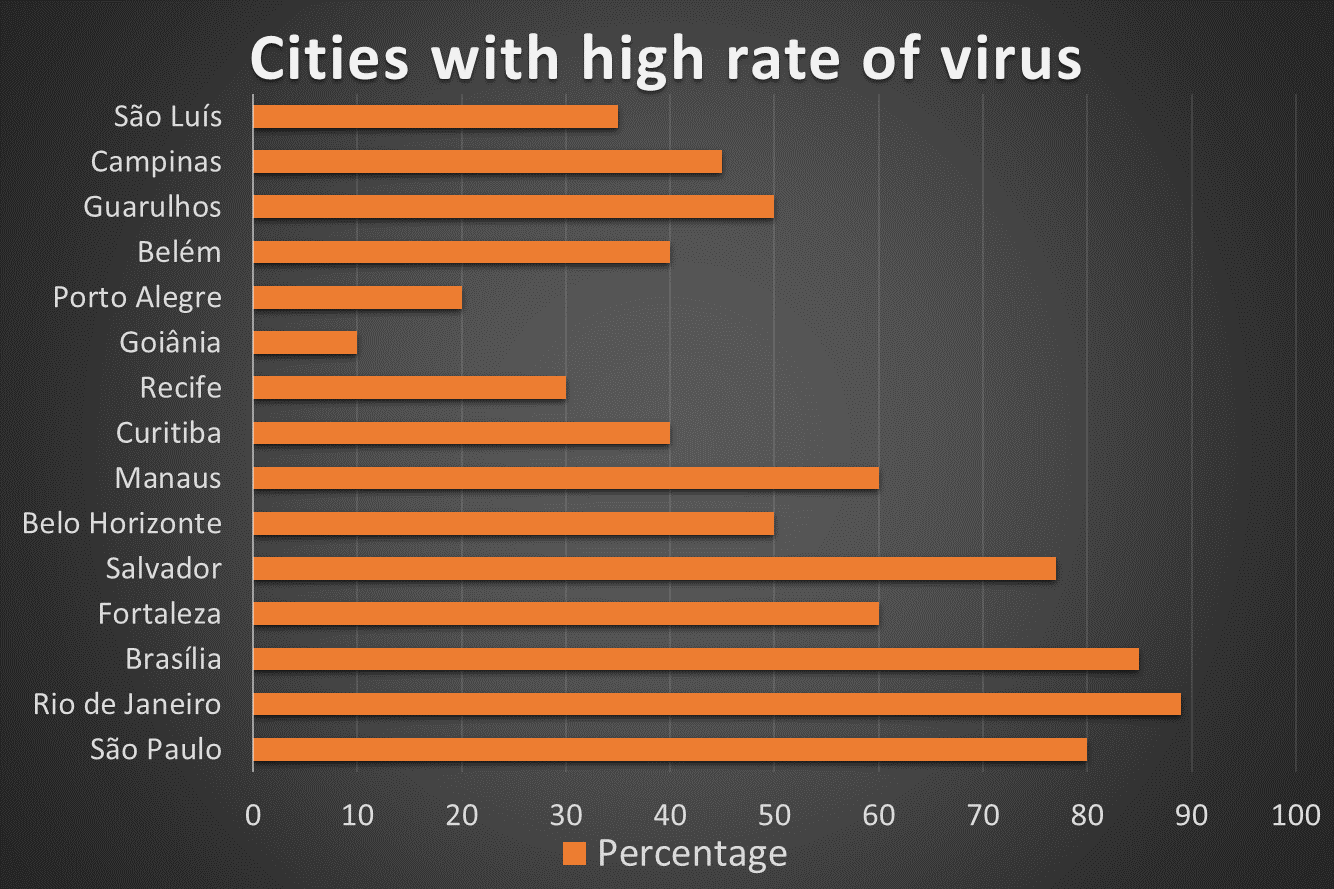 Cities with high rate of virus
São Luís
Campinas
Guarulhos
Belém
Porto Alegre
Goiânia
Recife
Curitiba
Manaus
Belo Horizonte
Salvador
Fortaleza
Brasília
Rio de Janeiro
São Paulo
0 10 20 30 40 50 60 70 80 90 100
Percentage